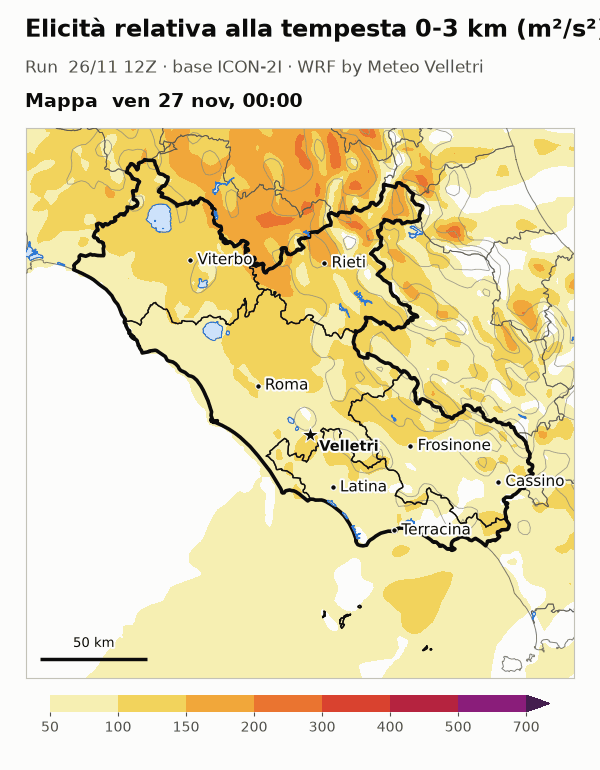 Elicità relativa alla tempesta 0-3 km (m²/s²)
Run 26/11 12Z · base ICON-2I · WRF by Meteo Velletri
Mappa ven 27 nov, 00:00
Viterbo
Rieti
Roma
Velletri
Frosinone
Cassino
Latina
Terracina
50 km
50 100 150 200 300 400 500 700